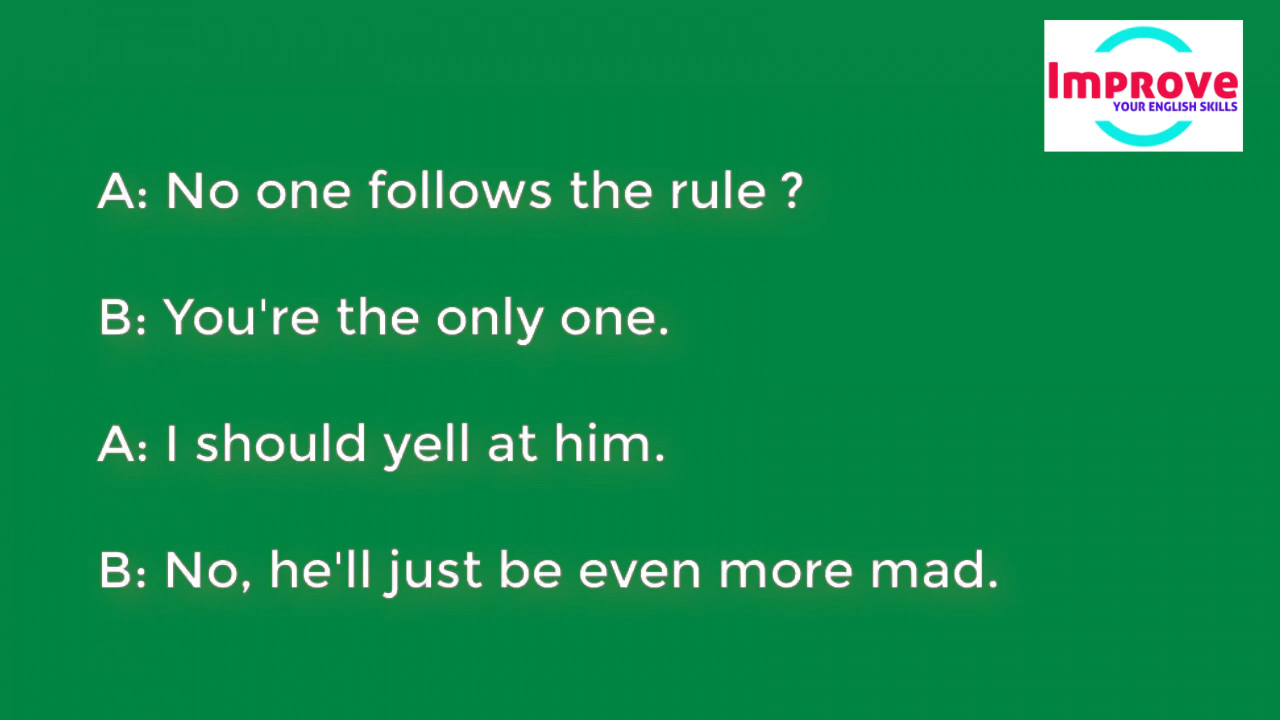 Improve
YOUR ENGLISH SKILLS
A: No one follows the rule ?
B: You're the only one.
A: I should yell at him.
B: No, he'll just be even more mad.